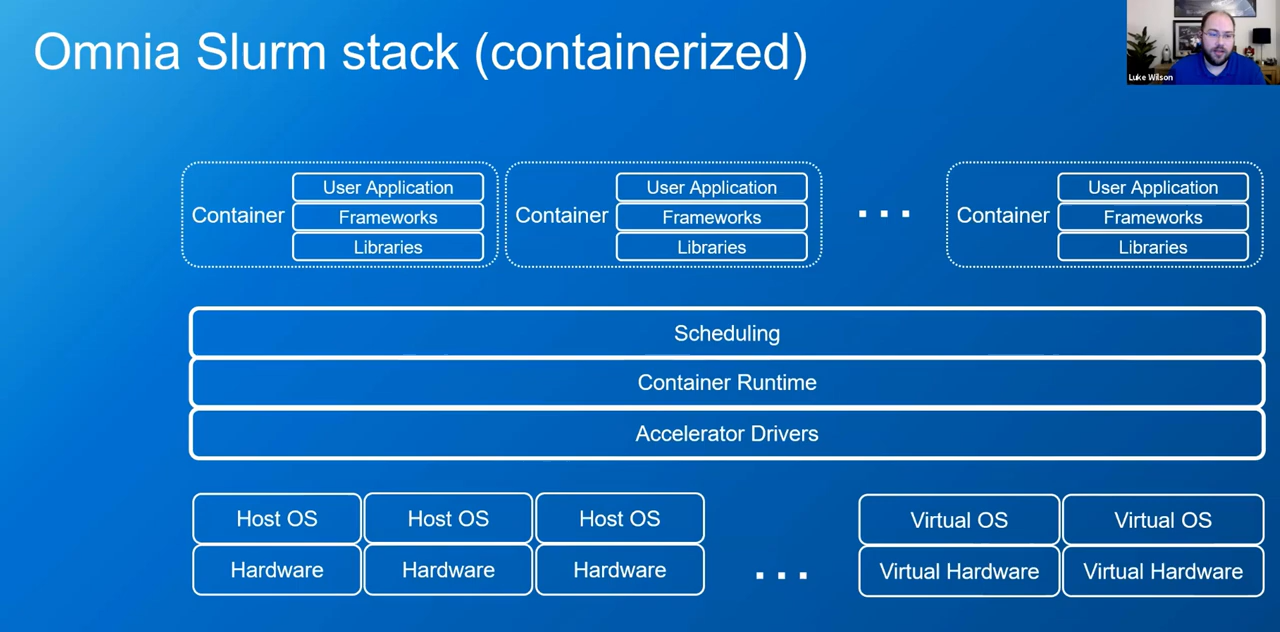 Omnia Slurm stack (containerized)
Luke Wilson
Container
User Application
Frameworks
Libraries
Container
User Application
Frameworks
Libraries
...
Container
User Application
Frameworks
Libraries
Scheduling
Container Runtime
Accelerator Drivers
Host OS Host OS Host OS Virtual OS Virtual OS
Hardware Hardware Hardware ... Virtual Hardware Virtual Hardware